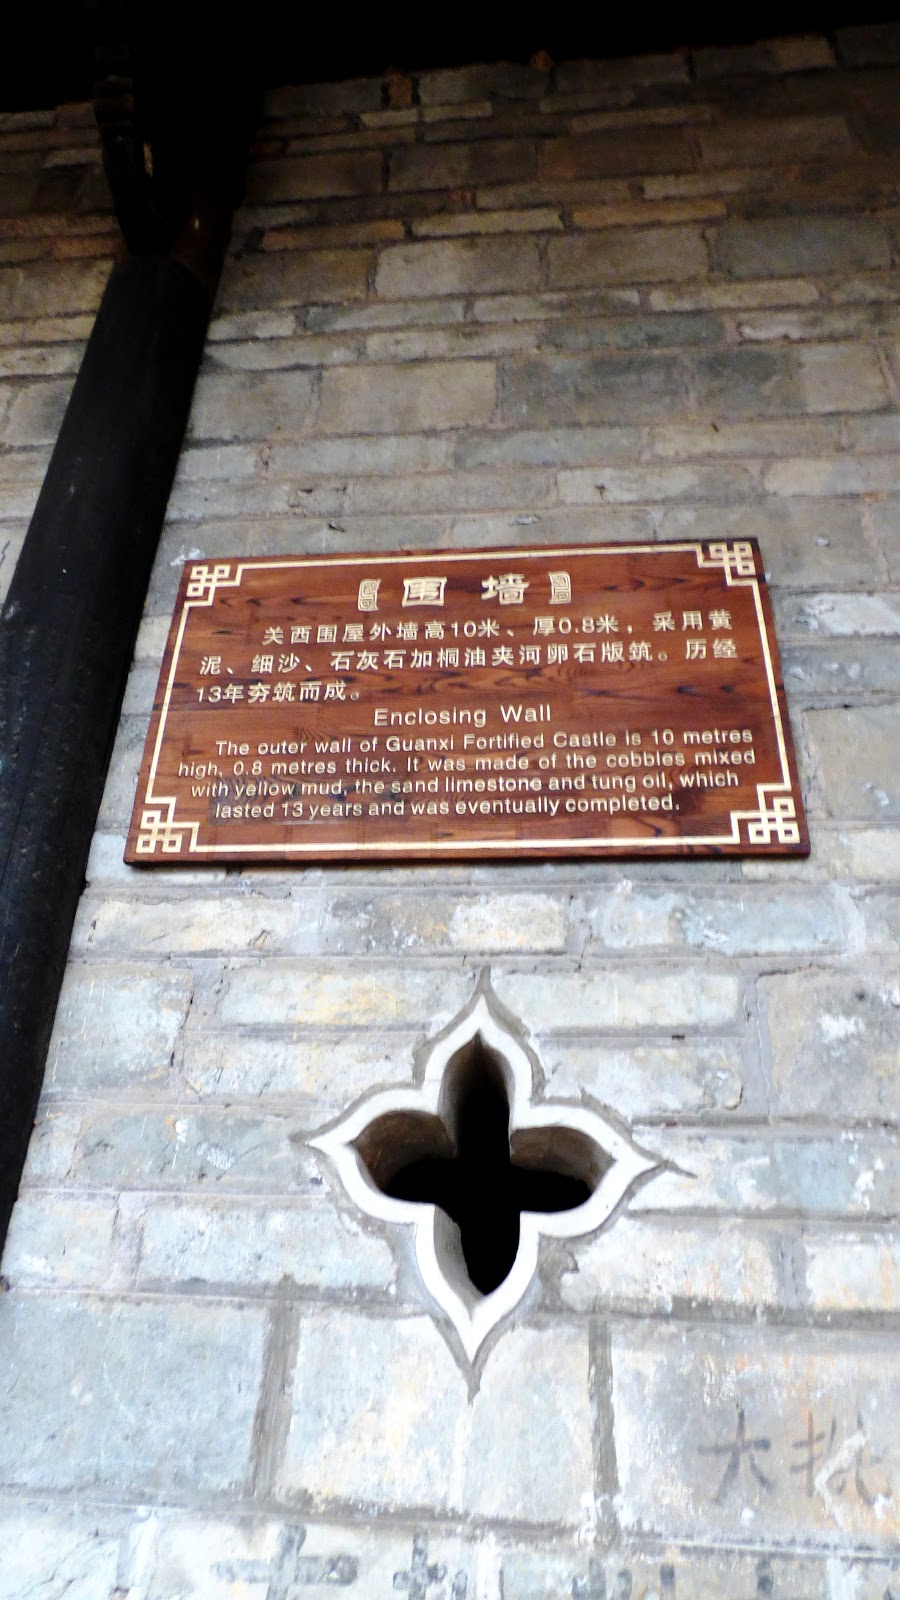 围墙
关西围屋外墙高10米、厚0.8米，采用黄
泥、细沙、石灰石加桐油夹河卵石版筑。历经
13年夯筑而成。
Enclosing Wall
The outer wall of Guanxi Fortified Castle is 10 metres
high, 0.8 metres thick. It was made of the cobbles mixed
with yellow mud, the sand limestone and tung oil, which
lasted 13 years and was eventually completed.
大